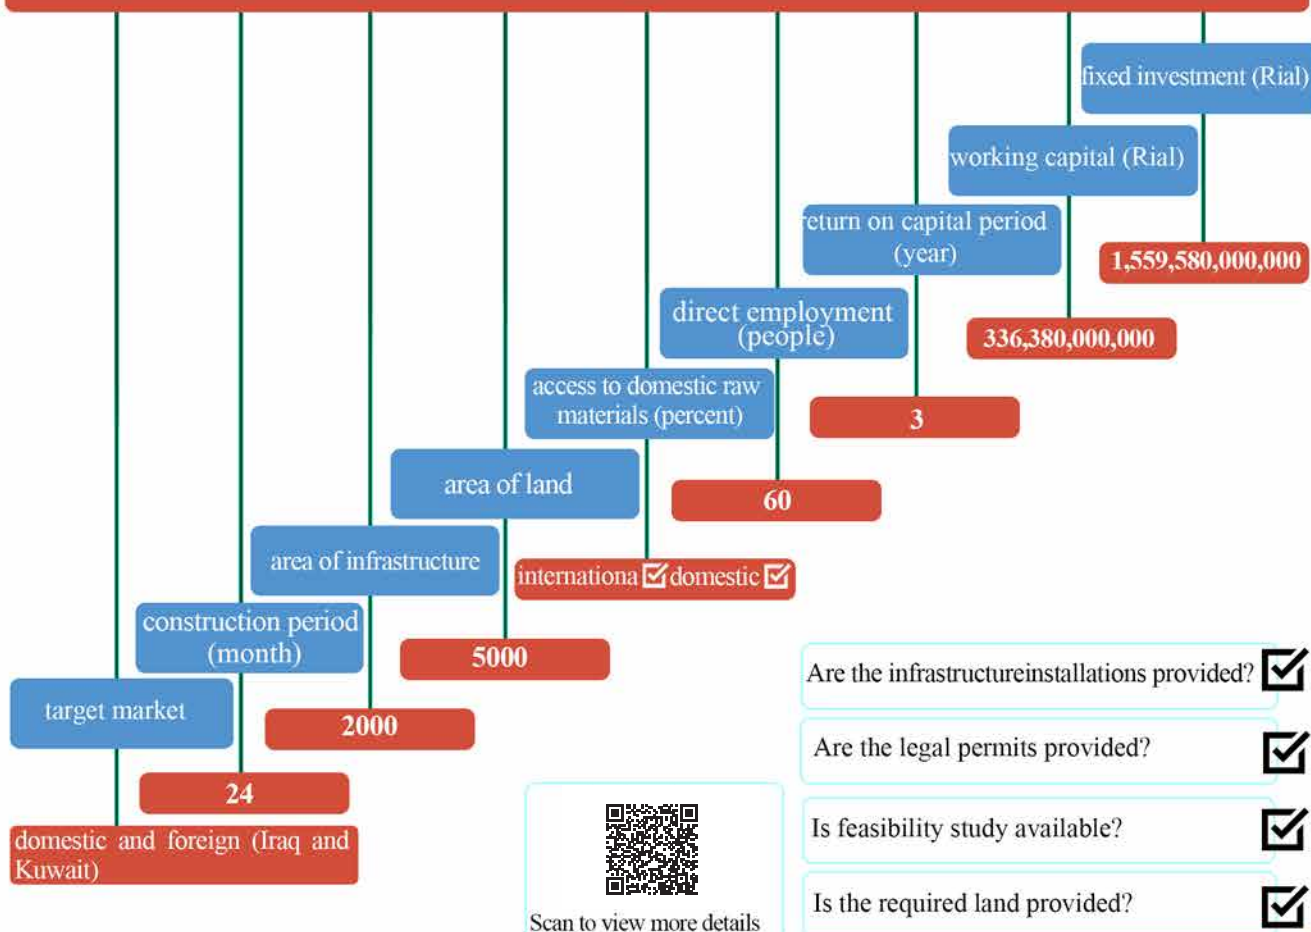 fixed investment (Rial)
1,559,580,000,000
working capital (Rial)
336,380,000,000
return on capital period
(year)
3
direct employment
(people)
60
access to domestic raw
materials (percent)
internationa domestic
area of land
5000
area of infrastructure
2000
construction period
(month)
24
target market
domestic and foreign (Iraq and
Kuwait)
Are the infrastructureinstallations provided?
Are the legal permits provided?
Is feasibility study available?
Is the required land provided?
Scan to view more details